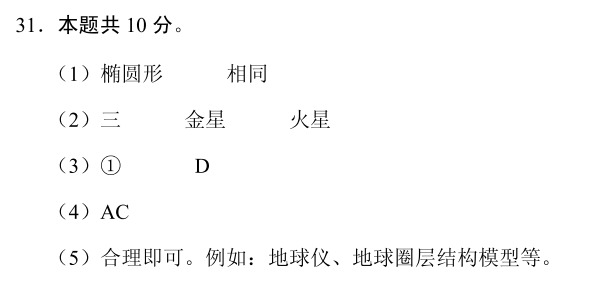 31．本题共 10 分。
（1）椭圆形 相同
（2）三 金星 火星
（3）① D
（4）AC
（5）合理即可。例如：地球仪、地球圈层结构模型等。